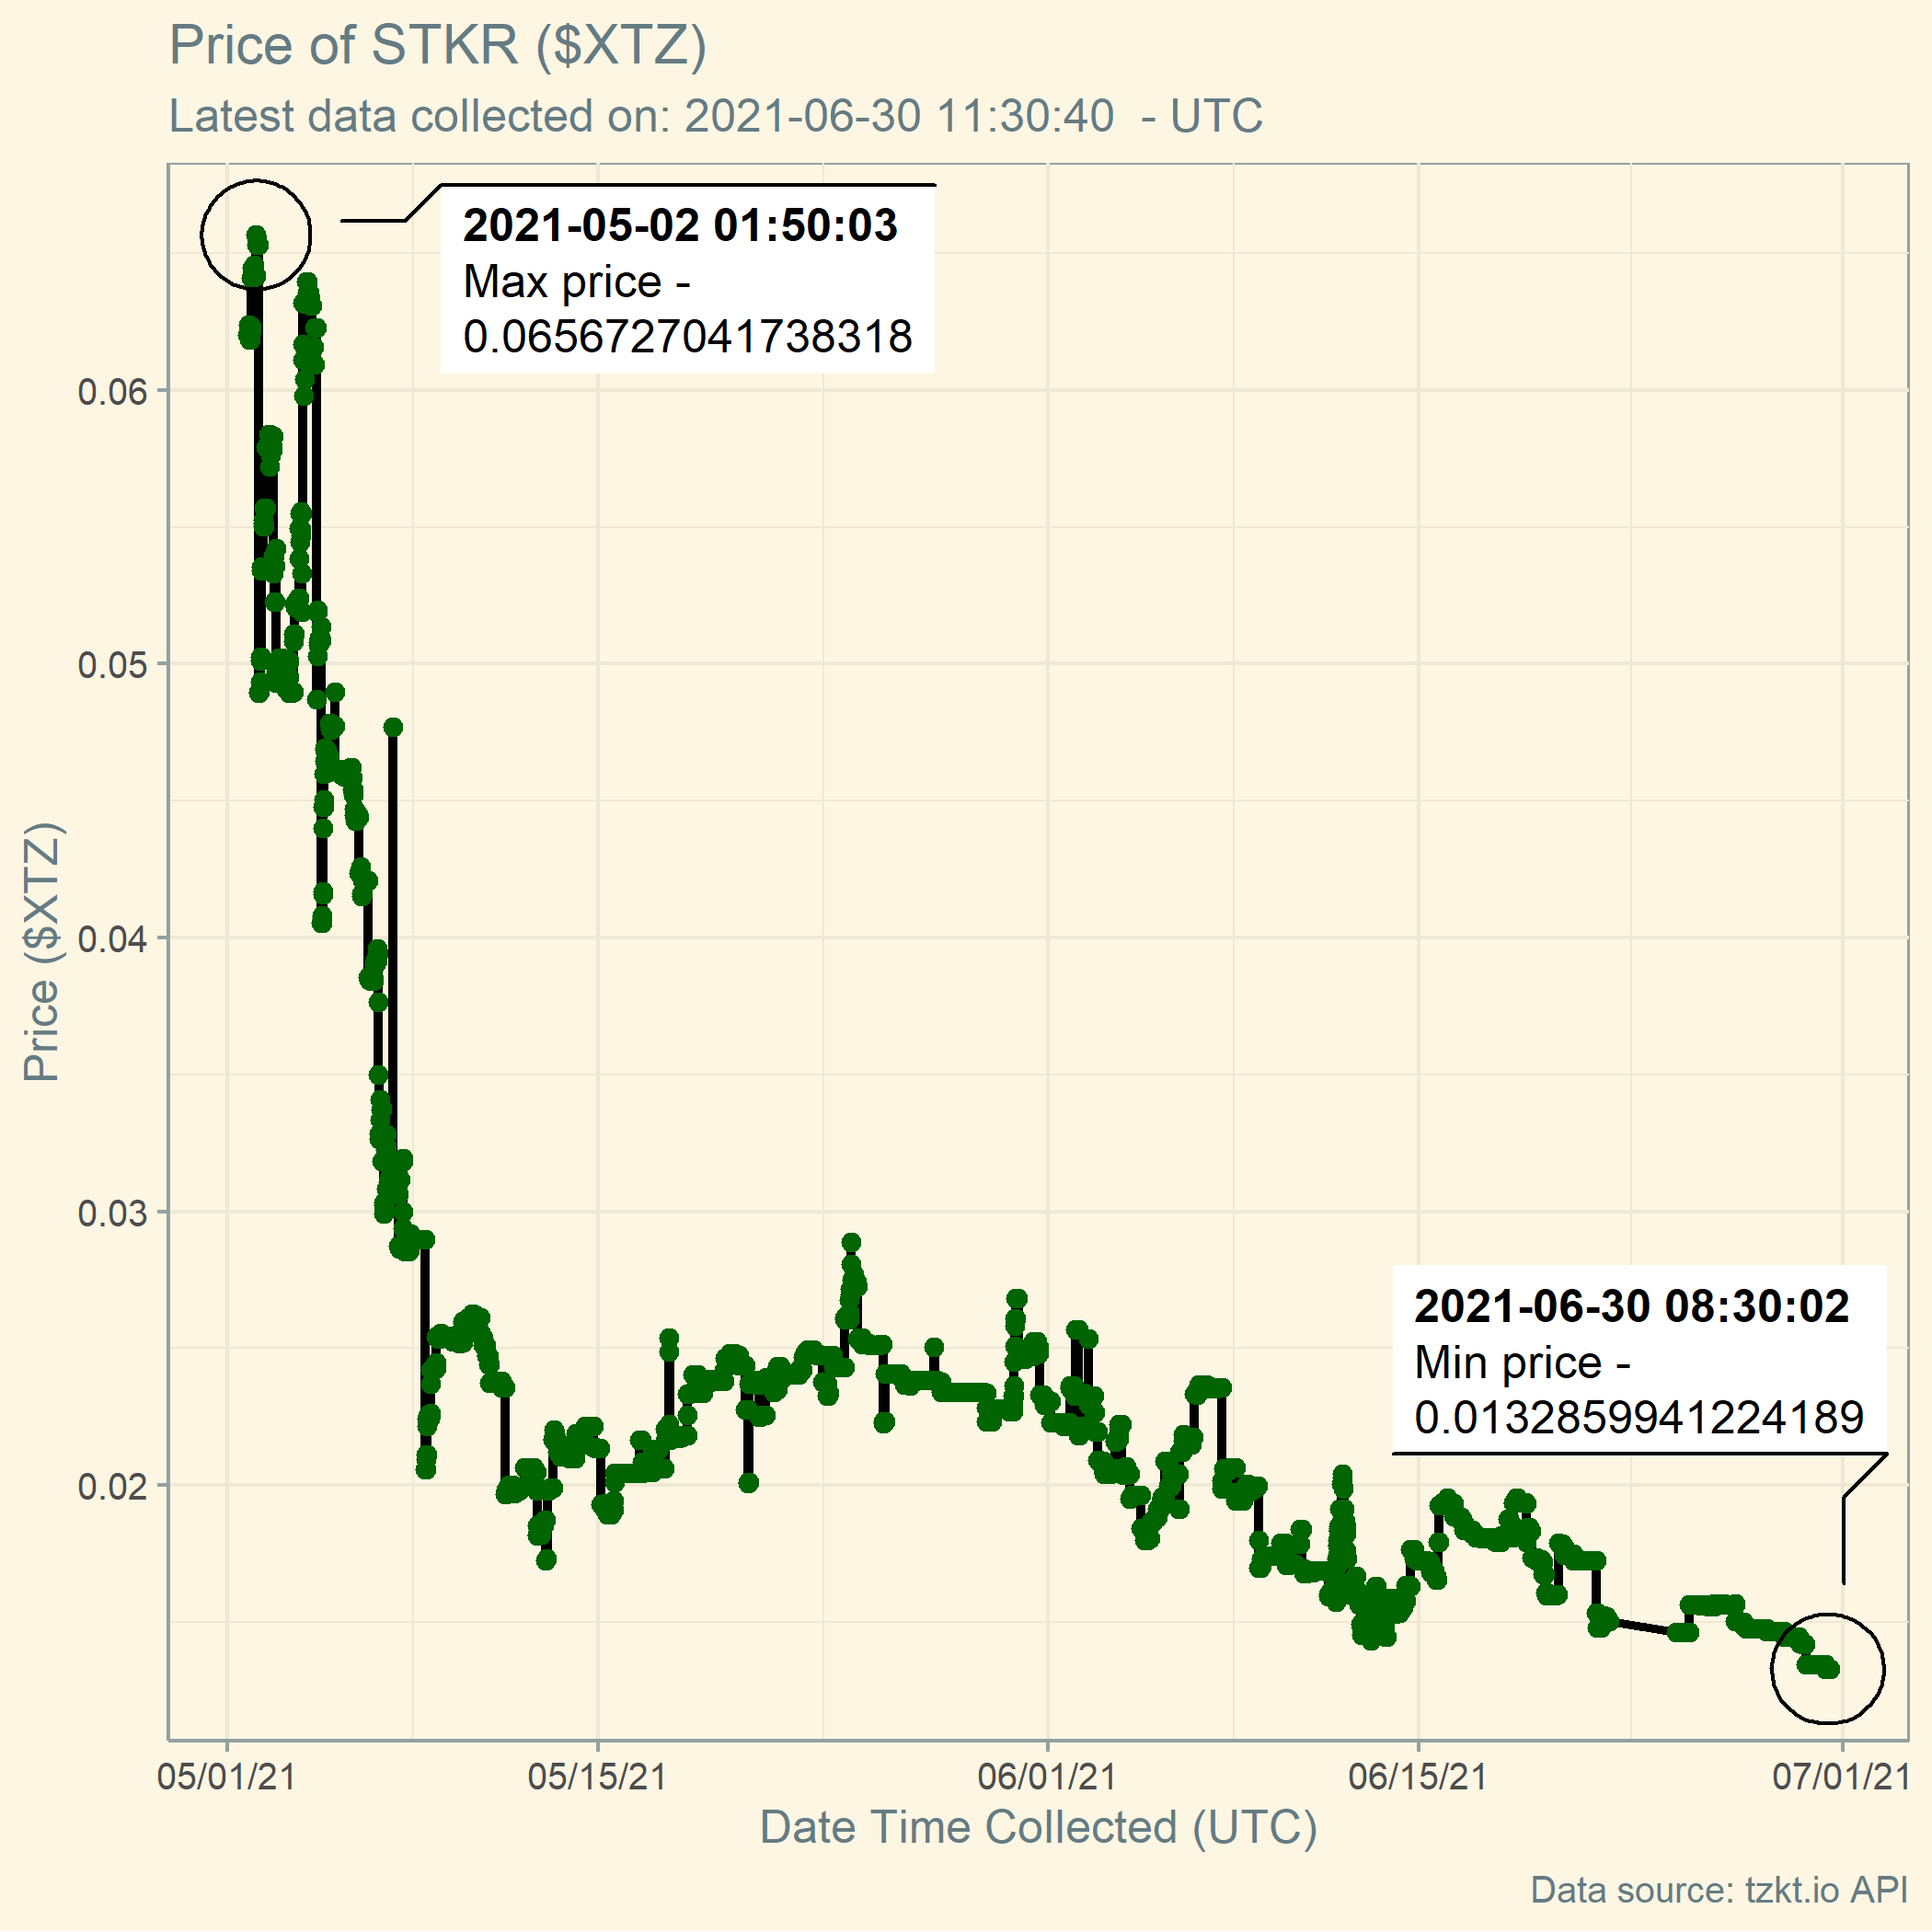 Price of STKR ($XTZ)
Latest data collected on: 2021-06-30 11:30:40  - UTC
2021-05-02 01:50:03
Max price -
0.0656727041738318
0.06
0.05
0.04
0.03
0.02
Price ($XTZ)
2021-06-30 08:30:02
Min price -
0.0132859941224189
05/01/21
05/15/21
06/01/21
06/15/21
07/01/21
Date Time Collected (UTC)
Data source: tzkt.io API